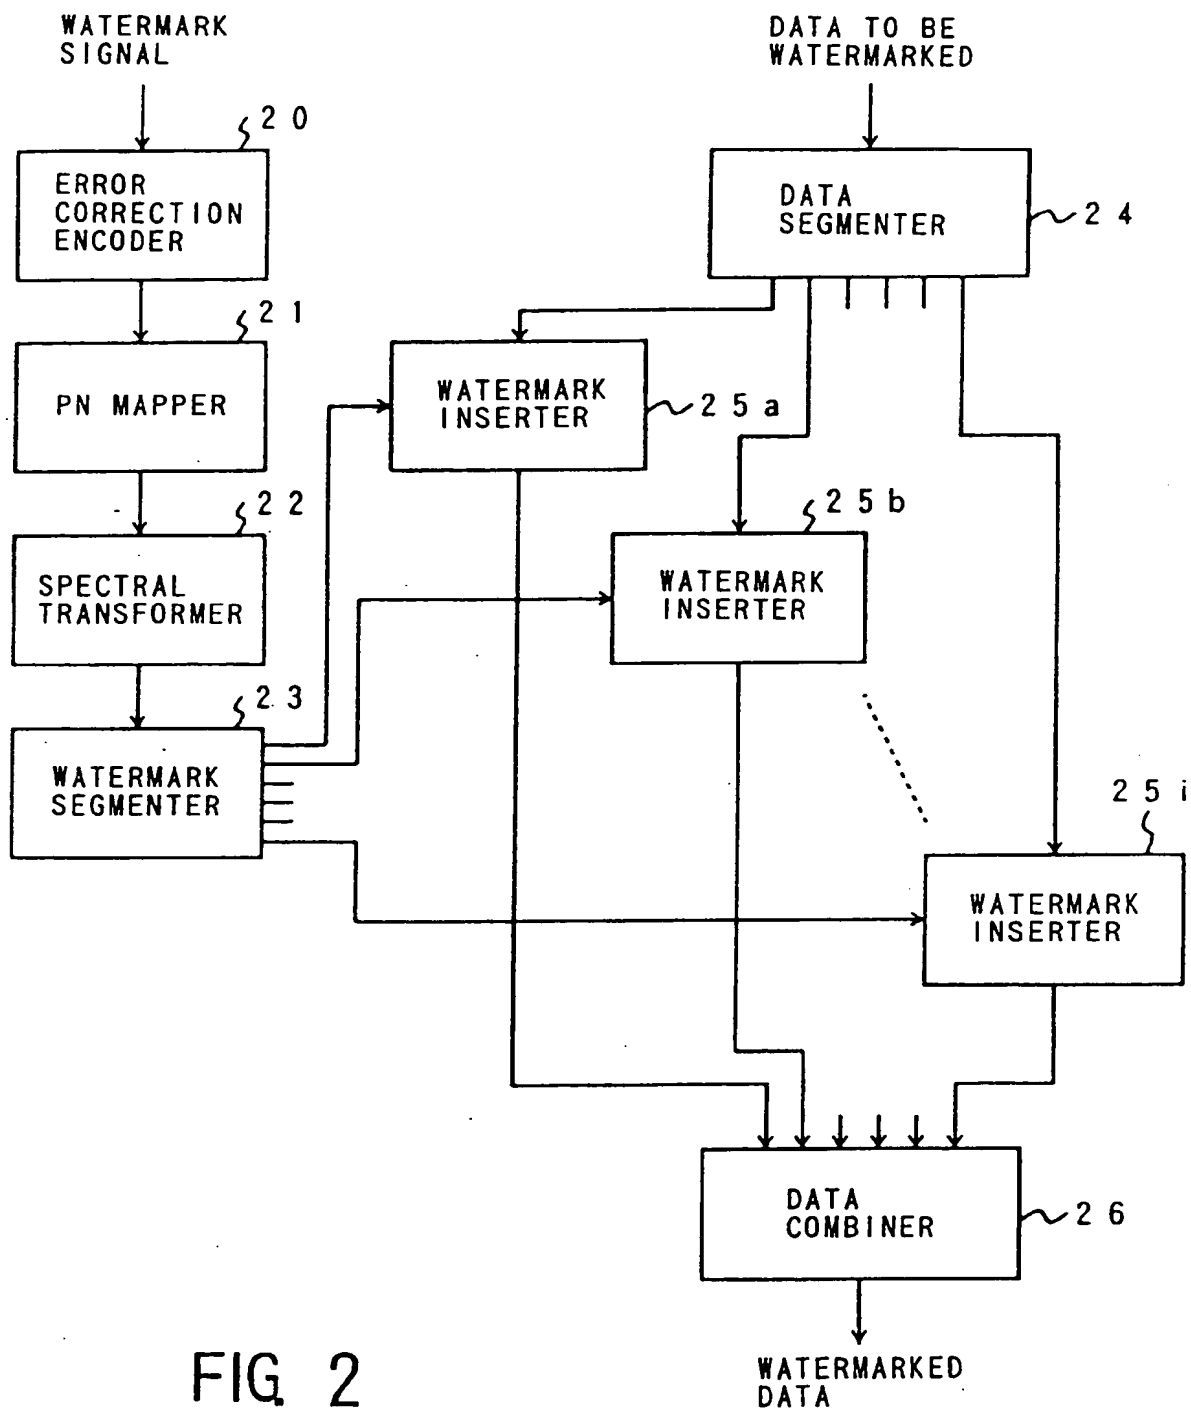 WATERMARK
SIGNAL
DATA TO BE
WATERMARKED
20
ERROR
CORRECTION
ENCODER
DATA
SEGMENTER
24
21
PN MAPPER
WATERMARK
INSERTER
25a
22
SPECTRAL
TRANSFORMER
25b
WATERMARK
INSERTER
23
WATERMARK
SEGMENTER
25i
WATERMARK
INSERTER
DATA
COMBINER
26
WATERMARKED
DATA
FIG. 2